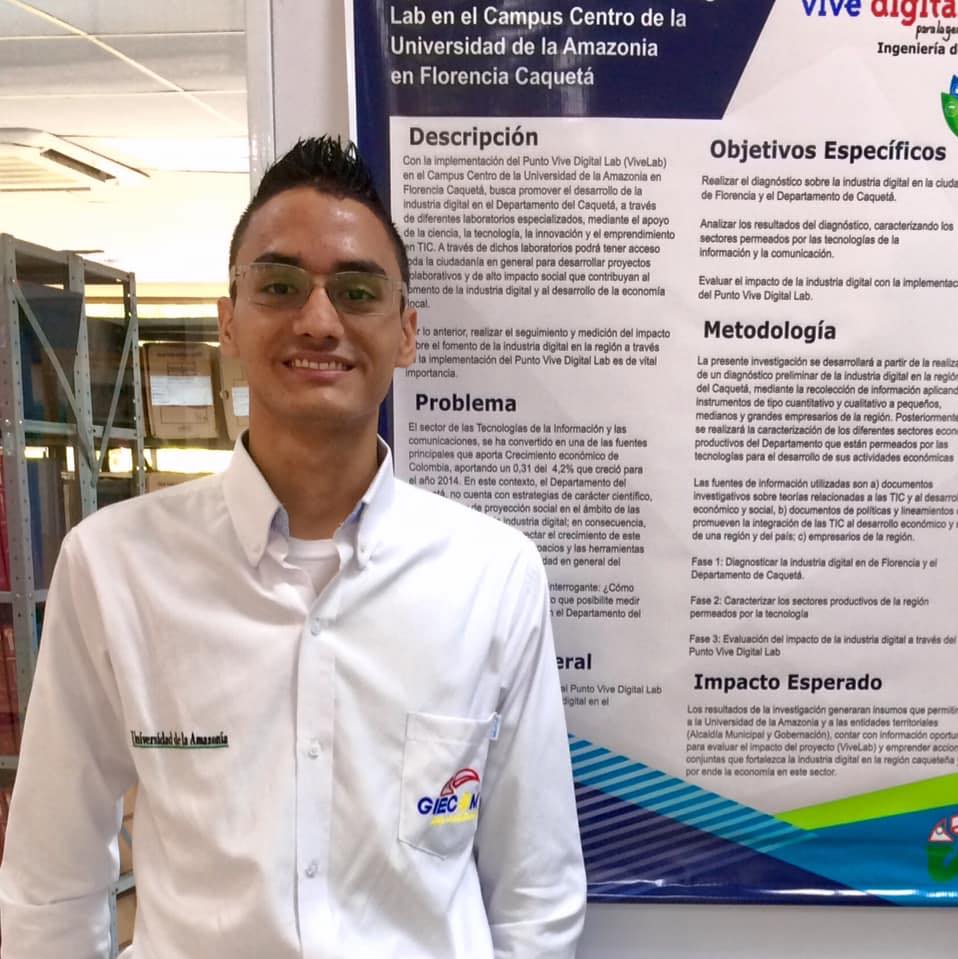 Lab en el Campus Centro de la
Universidad de la Amazonia
en Florencia Caquetá
vive digita
para la ge
Ingeniería d
Descripción
Con la implementación del Punto Vive Digital Lab (ViveLab)
en el Campus Centro de la Universidad de la Amazonia en
Florencia Caquetá, busca promover el desarrollo de la
industria digital en el Departamento del Caquetá, a través
de diferentes laboratorios especializados, mediante el apoyo
de la ciencia, la tecnología, la innovación y el emprendimiento
en TIC. A través de dichos laboratorios podrá tener acceso
oda la ciudadanía en general para desarrollar proyectos
olaborativos y de alto impacto social que contribuyan al
omento de la industria digital y al desarrollo de la economía
local.
r lo anterior, realizar el seguimiento y medición del impacto
bre el fomento de la industria digital en la región a través
la implementación del Punto Vive Digital Lab es de vital
importancia.
Problema
El sector de las Tecnologías de la Información y las
comunicaciones, se ha convertido en una de las fuentes
principales que aporta Crecimiento económico de
Colombia, aportando un 0,31 del 4,2% que creció para
el año 2014. En este contexto, el Departamento del
tá, no cuenta con estrategias de carácter científico,
de proyección social en el ámbito de las
industria digital; en consecuencia,
ectar el crecimiento de este
pacios y las herramientas
dad en general del
nterrogante: ¿Cómo
o que posibilite medir
n el Departamento del
eral
al Punto Vive Digital Lab
digital en el
Objetivos Específicos
Realizar el diagnóstico sobre la industria digital en la ciuda
de Florencia y el Departamento de Caquetá.
Analizar los resultados del diagnóstico, caracterizando los
sectores permeados por las tecnologías de la
información y la comunicación.
Evaluar el impacto de la industria digital con la implementac
del Punto Vive Digital Lab.
Metodología
La presente investigación se desarrollará a partir de la realiza
de un diagnóstico preliminar de la industria digital en la región
del Caquetá, mediante la recolección de información aplicand
instrumentos de tipo cuantitativo y cualitativo a pequeños,
medianos y grandes empresarios de la región. Posteriormente
se realizará la caracterización de los diferentes sectores econ
productivos del Departamento que están permeados por las
tecnologías para el desarrollo de sus actividades económicas
Las fuentes de información utilizadas son a) documentos
investigativos sobre teorías relacionadas a las TIC y al desarrol
económico y social, b) documentos de políticas y lineamientos
promueven la integración de las TIC al desarrollo económico y
de una región y del país; c) empresarios de la región.
Fase 1: Diagnosticar la industria digital en de Florencia y el
Departamento de Caquetá.
Fase 2: Caracterizar los sectores productivos de la región
permeados por la tecnología
Fase 3: Evaluación del impacto de la industria digital a través del
Punto Vive Digital Lab
Impacto Esperado
Los resultados de la investigación generaran insumos que permitir
a la Universidad de la Amazonia y a las entidades territoriales
(Alcaldía Municipal y Gobernación), contar con información oportu
para evaluar el impacto del proyecto (ViveLab) y emprender accion
conjuntas que fortalezca la industria digital en la región caqueteña
por ende la economía en este sector.
Universidad de la Amazonia
GIEC M